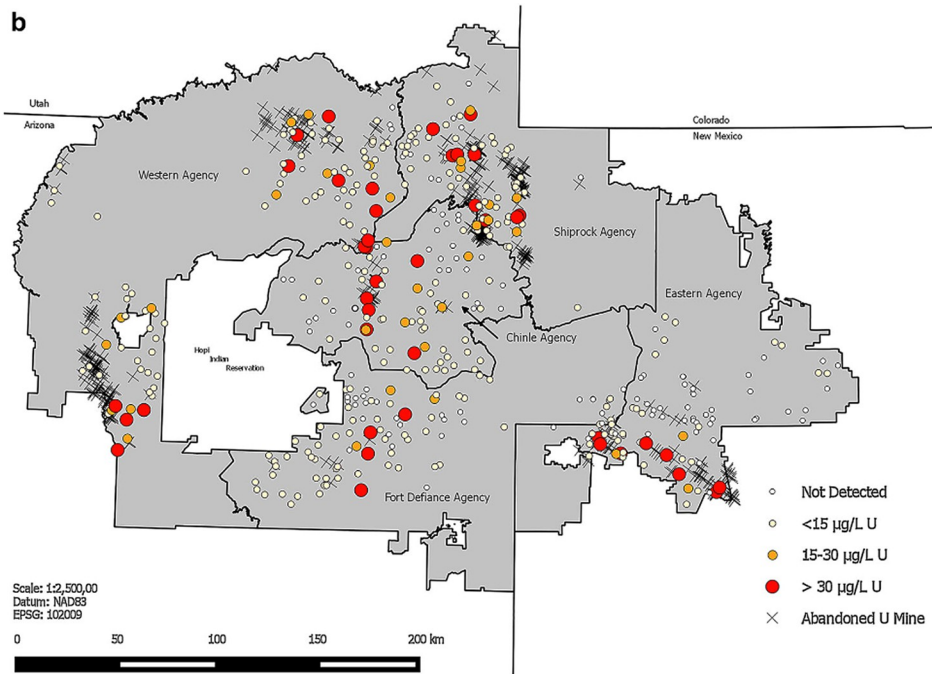 b
Utah
Arizona
Colorado
New Mexico
Western Agency
Shiprock Agency
Eastern Agency
Chinle Agency
Hopi
Indian
Reservation
Fort Defiance Agency
Not Detected
<15 µg/L U
15-30 µg/L U
> 30 µg/L U
Abandoned U Mine
Scale: 1:2,500,00
Datum: NAD83
EPSG: 102009
0 50 100 150 200 km